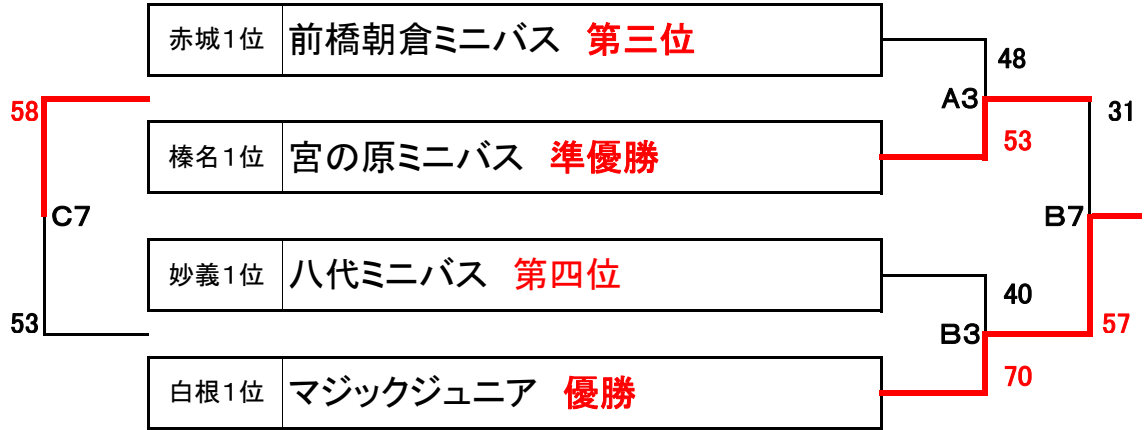 赤城１位 前橋朝倉ミニバス 第三位
48
58
A3
31
53
榛名１位 宮の原ミニバス 準優勝
C7
B7
妙義１位 八代ミニバス 第四位
40
53
B3
57
70
白根１位 マジックジュニア 優勝